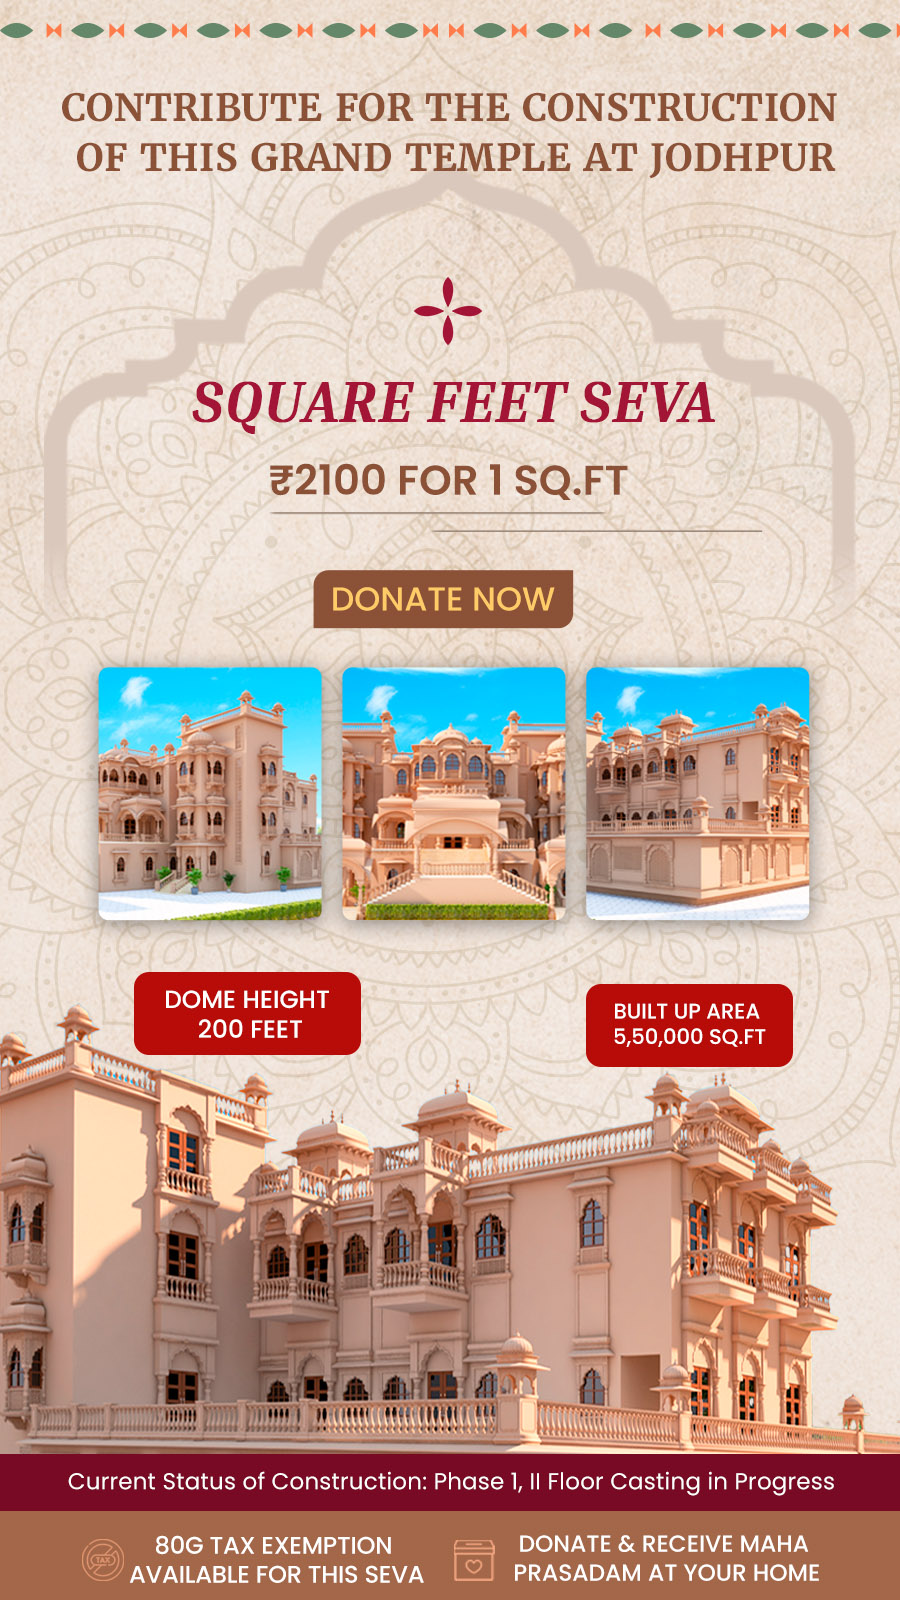 CONTRIBUTE FOR THE CONSTRUCTION
OF THIS GRAND TEMPLE AT JODHPUR
SQUARE FEET SEVA
₹2100 FOR 1 SQ.FT
DONATE NOW
DOME HEIGHT
200 FEET
BUILT UP AREA
5,50,000 SQ.FT
Current Status of Construction: Phase 1, II Floor Casting in Progress
TAX
80G TAX EXEMPTION
AVAILABLE FOR THIS SEVA
DONATE & RECEIVE MAHA
PRASADAM AT YOUR HOME